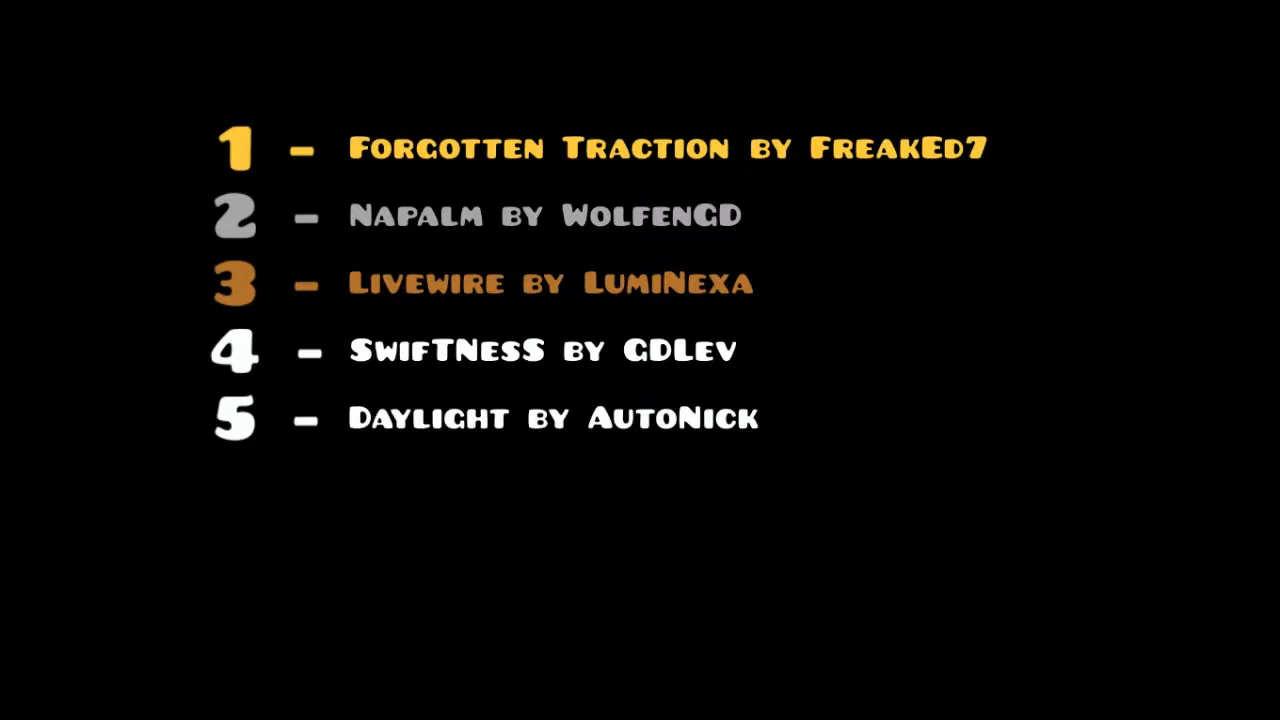 1 - Forgotten Traction by FreakEd7
2 - Napalm by WolfenGD
3 - Livewire by LumiNexa
4 - SwifTNesS by GDLev
5 - Daylight by AutoNick